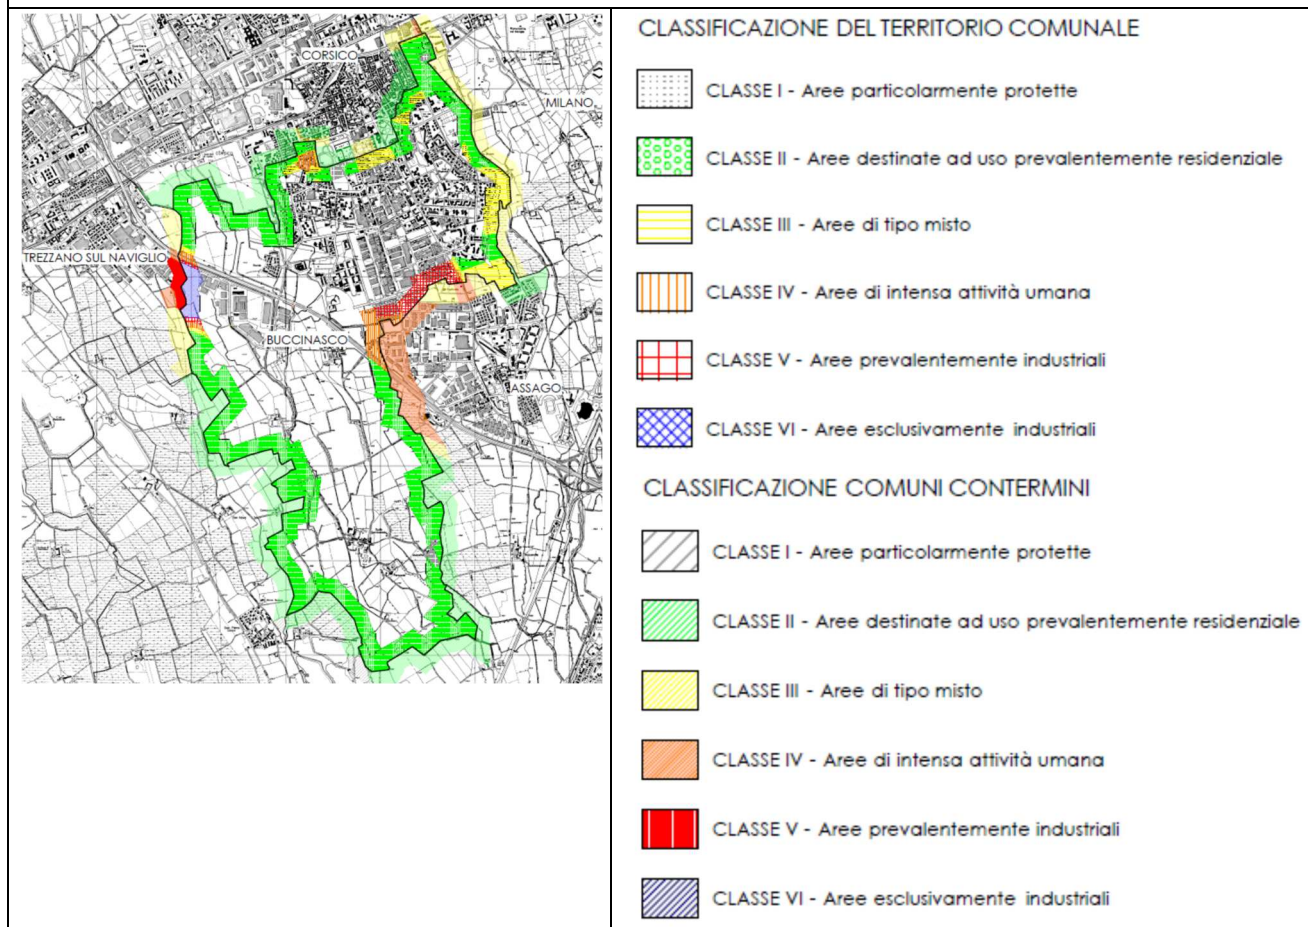 CORSICO
MILANO
TREZZANO SUL NAVIGLIO
BUCCINASCO
ASSAGO
CLASSIFICAZIONE DEL TERRITORIO COMUNALE
CLASSE I - Aree particolarmente protette
CLASSE II - Aree destinate ad uso prevalentemente residenziale
CLASSE III - Aree di tipo misto
CLASSE IV - Aree di intensa attività umana
CLASSE V - Aree prevalentemente industriali
CLASSE VI - Aree esclusivamente industriali
CLASSIFICAZIONE COMUNI CONTERMINI
CLASSE I - Aree particolarmente protette
CLASSE II - Aree destinate ad uso prevalentemente residenziale
CLASSE III - Aree di tipo misto
CLASSE IV - Aree di intensa attività umana
CLASSE V - Aree prevalentemente industriali
CLASSE VI - Aree esclusivamente industriali